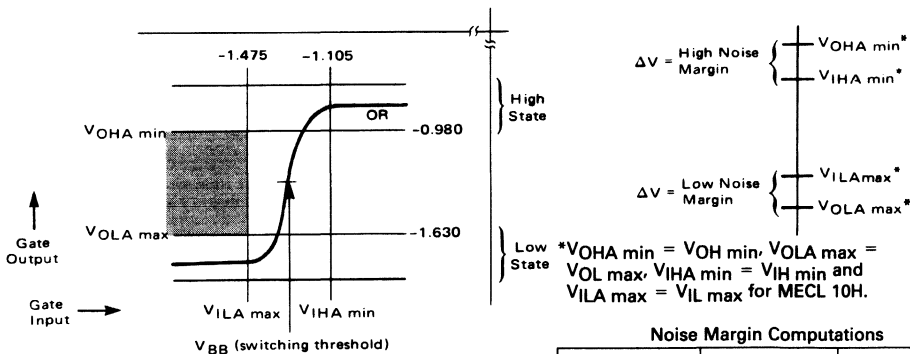 -1.475
-1.105
VOHA min
OR
-0.980
High
State
VOLA max
-1.630
Low
State
Gate
Output
Gate
Input
VILA max
VIHA min
VBB (switching threshold)
ΔV = High Noise
Margin
VOHA min*
VIHA min*
ΔV = Low Noise
Margin
VILA max*
VOLA max*
*VOHA min = VOH min, VOLA max =
VOL max, VIHA min = VIH min and
VILA max = VIL max for MECL 10H.
Noise Margin Computations